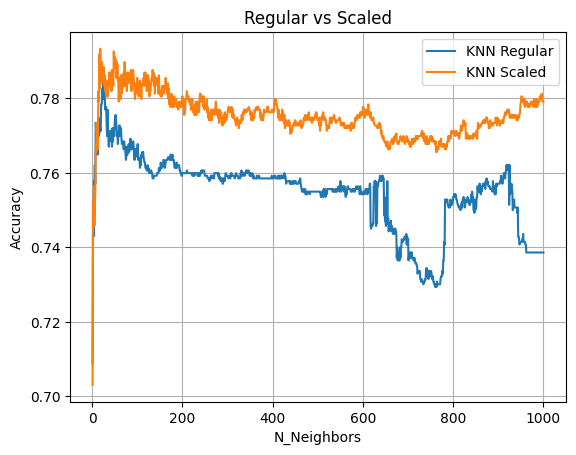 Regular vs Scaled
KNN Regular
KNN Scaled
Accuracy
0.78
0.76
0.74
0.72
0.70
0 200 400 600 800 1000
N_Neighbors